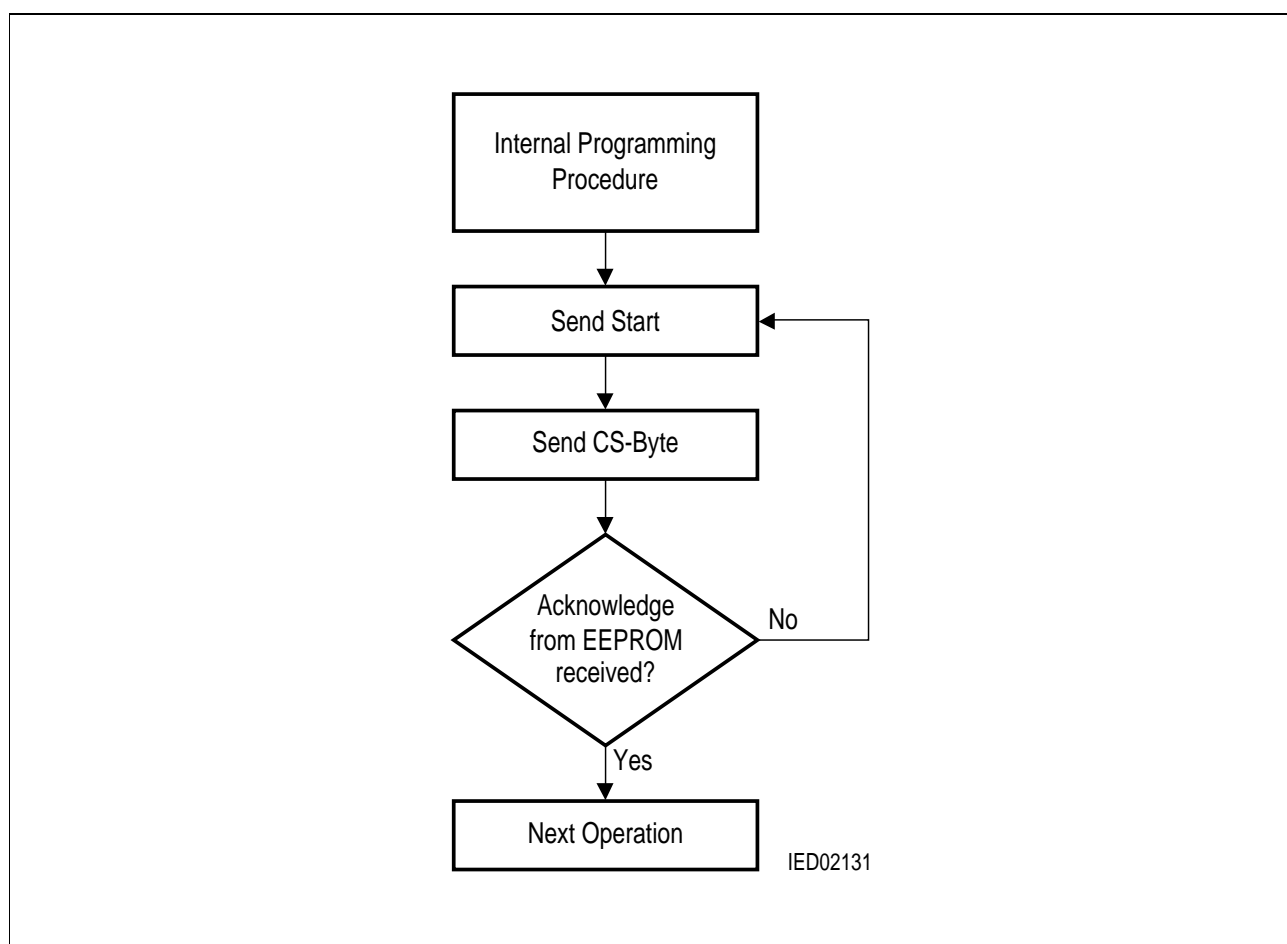 Internal Programming
Procedure
Send Start
Send CS-Byte
Acknowledge
from EEPROM
received?
No
Yes
Next Operation
IED02131